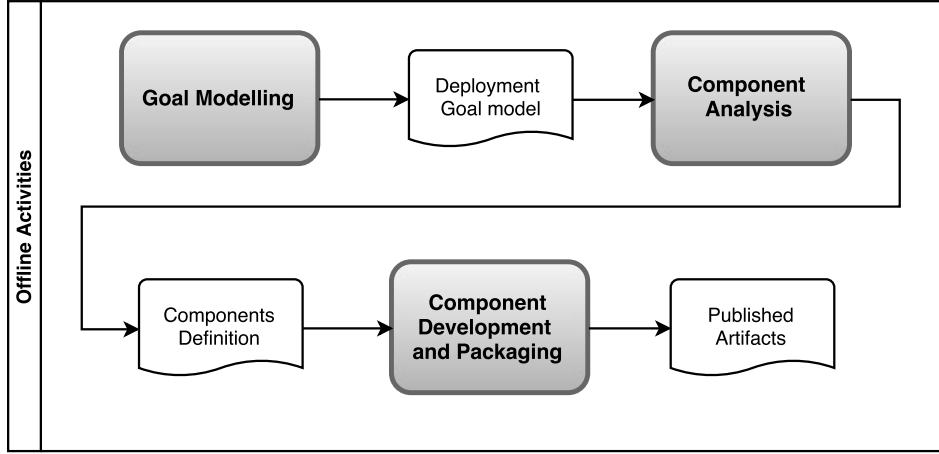 Offline Activities
Goal Modelling
Deployment
Goal model
Component
Analysis
Components
Definition
Component
Development
and Packaging
Published
Artifacts